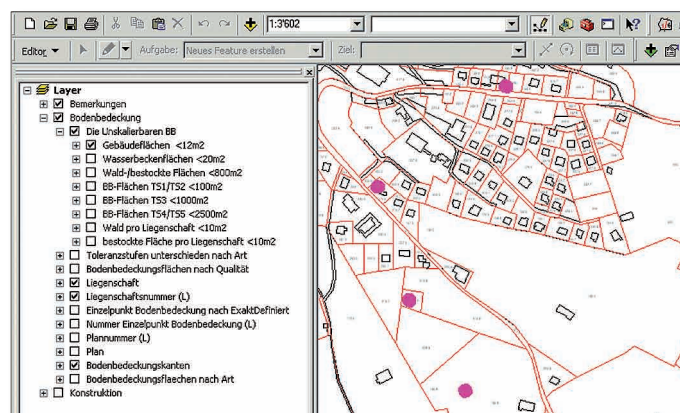 1:3'602
Editor
Aufgabe: Neues Feature erstellen
Ziel:
Layer
Bemerkungen
Bodenbedeckung
Die Unskalierbaren BB
Gebäudeflächen <12m2
Wasserbeckenflächen <20m2
Wald-/bestockte Flächen <800m2
BB-Flächen TS1/TS2 <100m2
BB-Flächen TS3 <1000m2
BB-Flächen TS4/TS5 <2500m2
Wald pro Liegenschaft <10m2
bestockte Fläche pro Liegenschaft <10m2
Toleranzstufen unterschieden nach Art
Bodenbedeckungsflächen nach Qualität
Liegenschaft
Liegenschaftsnummer (L)
Einzelpunkt Bodenbedeckung nach ExaktDefiniert
Nummer Einzelpunkt Bodenbedeckung (L)
Plannummer (L)
Plan
Bodenbedeckungskanten
Bodenbedeckungsflaechen nach Art
Konstruktion